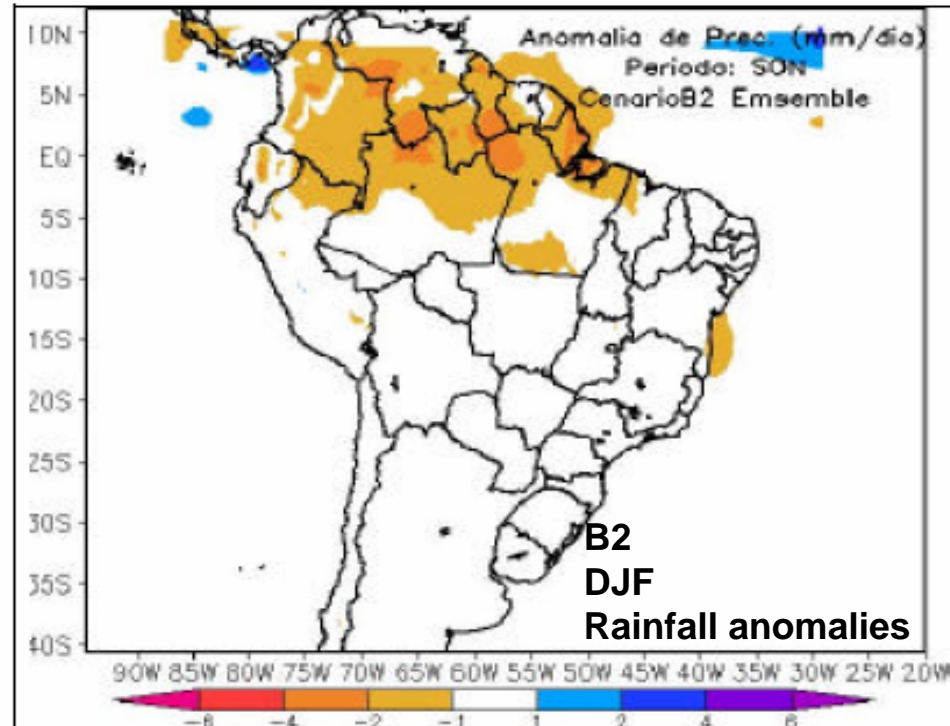 Anomalia de Prec. (mm/dia)
Periodo: SON
CenarioB2 Emsemble
10N
5N
EQ
5S
10S
15S
20S
25S
30S
35S
40S
B2
DJF
Rainfall anomalies
90W 85W 80W 75W 70W 65W 60W 55W 50W 45W 40W 35W 30W 25W 20W
-6 -4 -2 -1 1 2 4 6